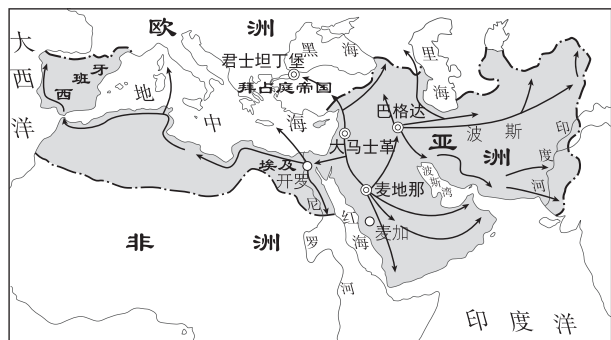 欧洲
大西洋
西班牙
地中海
君士坦丁堡
黑海
拜占庭帝国
里海
巴格达
波斯
亚洲
大马士革
埃及
开罗
尼罗河
红海
麦地那
麦加
波斯湾
印度河
非洲
印度洋